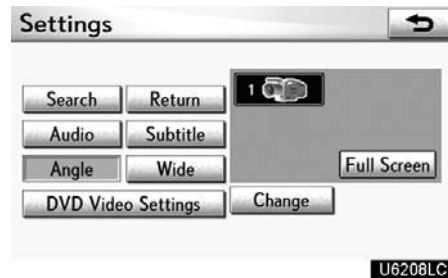 Settings
Search Return
1
Audio Subtitle
Angle Wide
Full Screen
DVD Video Settings Change
U6208LC